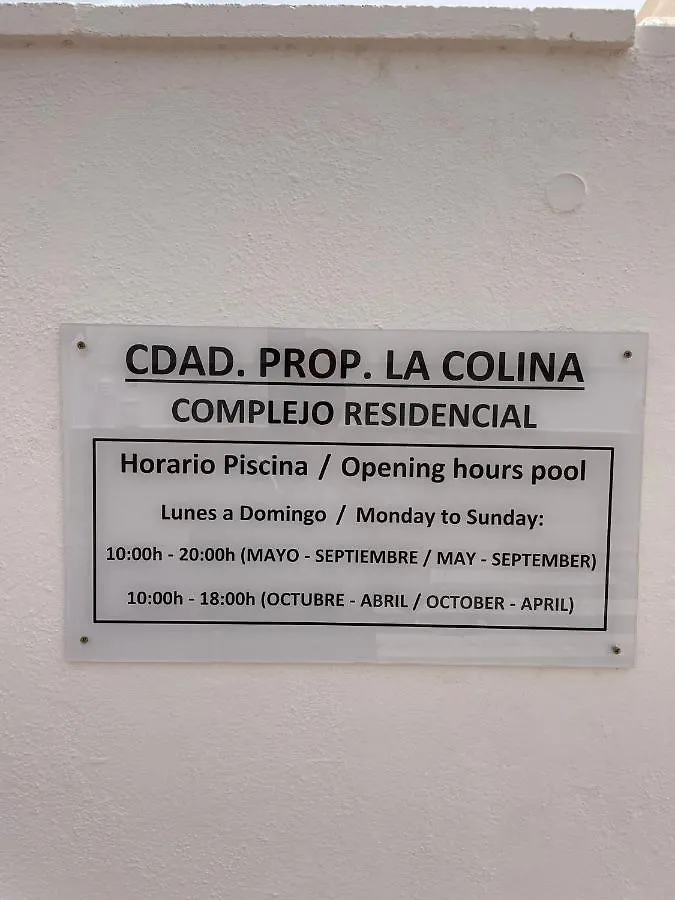 CDAD. PROP. LA COLINA
COMPLEJO RESIDENCIAL
Horario Piscina / Opening hours pool
Lunes a Domingo / Monday to Sunday:
10:00h - 20:00h (MAYO - SEPTIEMBRE / MAY - SEPTEMBER)
10:00h - 18:00h (OCTUBRE - ABRIL / OCTOBER - APRIL)